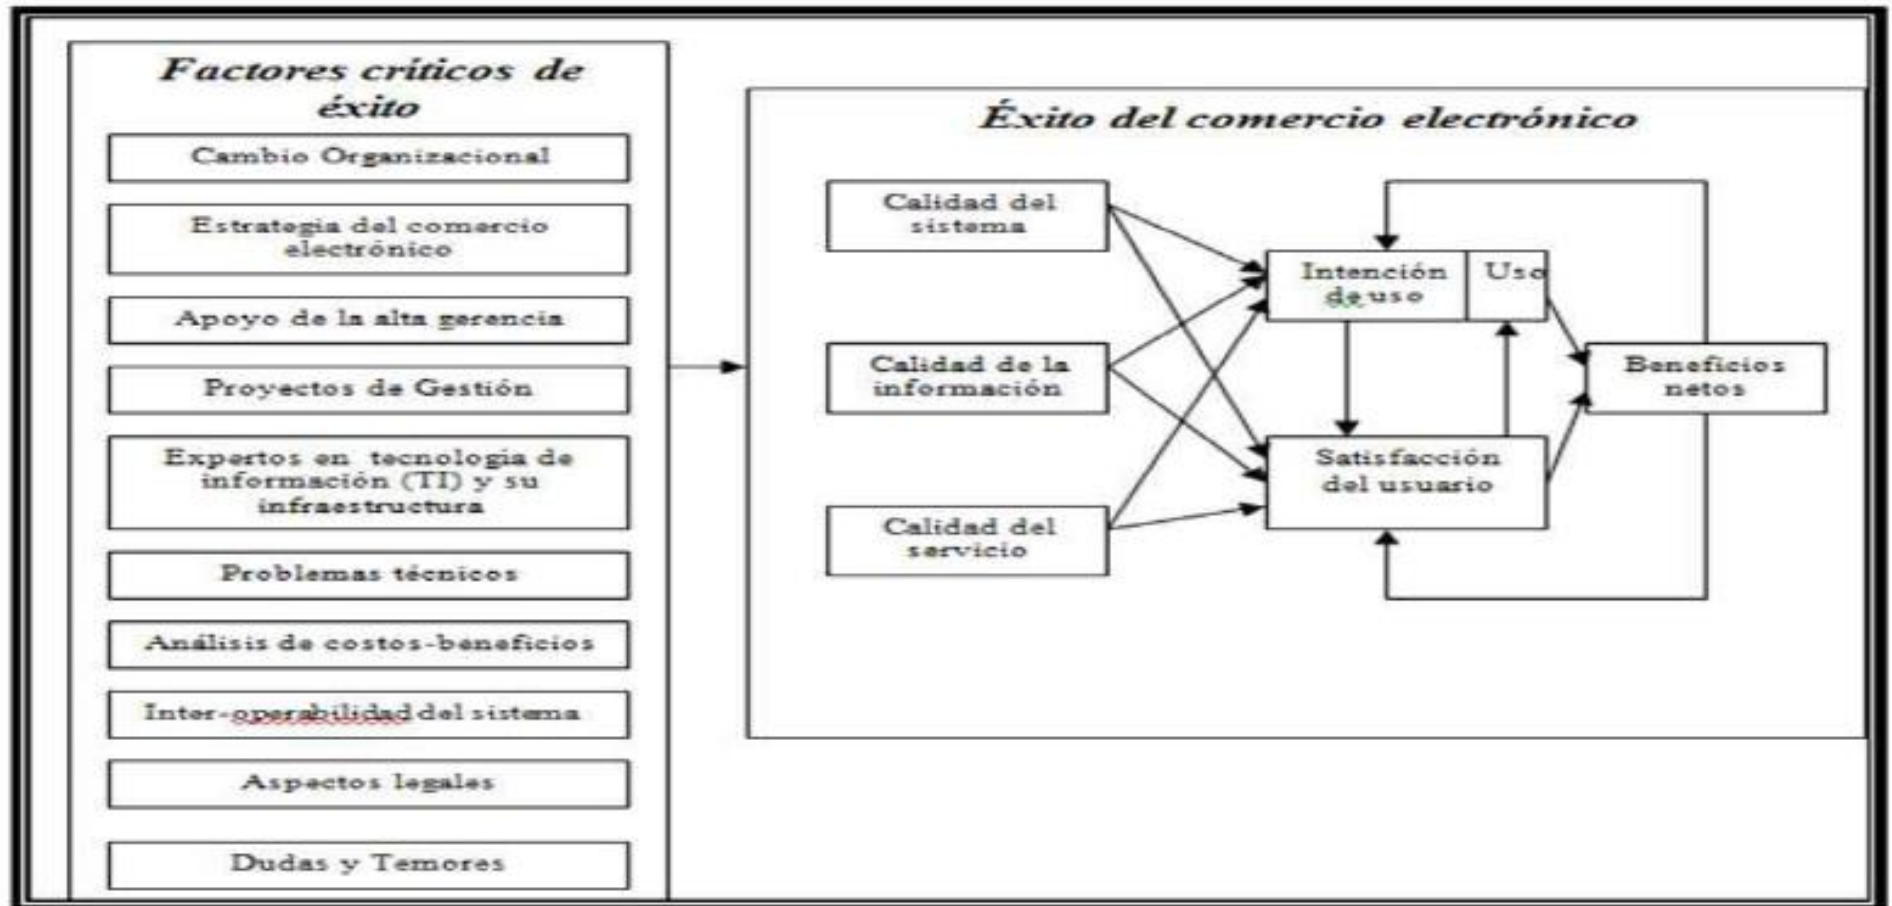 Factores críticos de
éxito
Cambio Organizacional
Estrategia del comercio
electrónico
Apoyo de la alta gerencia
Proyectos de Gestión
Expertos en tecnologia de
información (TI) y su
infraestructura
Problemas técnicos
Análisis de costos-beneficios
Inter-operabilidad del sistema
Aspectos legales
Dudas y Temores
Éxito del comercio electrónico
Calidad del
sistema
Calidad de la
información
Calidad del
servicio
Intención
de uso
Uso
Satisfacción
del usuario
Beneficios
netos